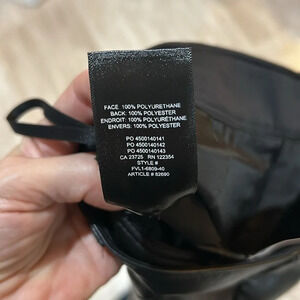 FACE: 100% POLYURETHANE
BACK: 100% POLYESTER
ENDROIT: 100% POLYURETHANE
ENVERS: 100% POLYESTER
PO 4500140141
PO 4500140142
PO 4500140143
CA 23725 RN 122354
STYLE #
FVL1-6809-40
ARTICLE # 82690